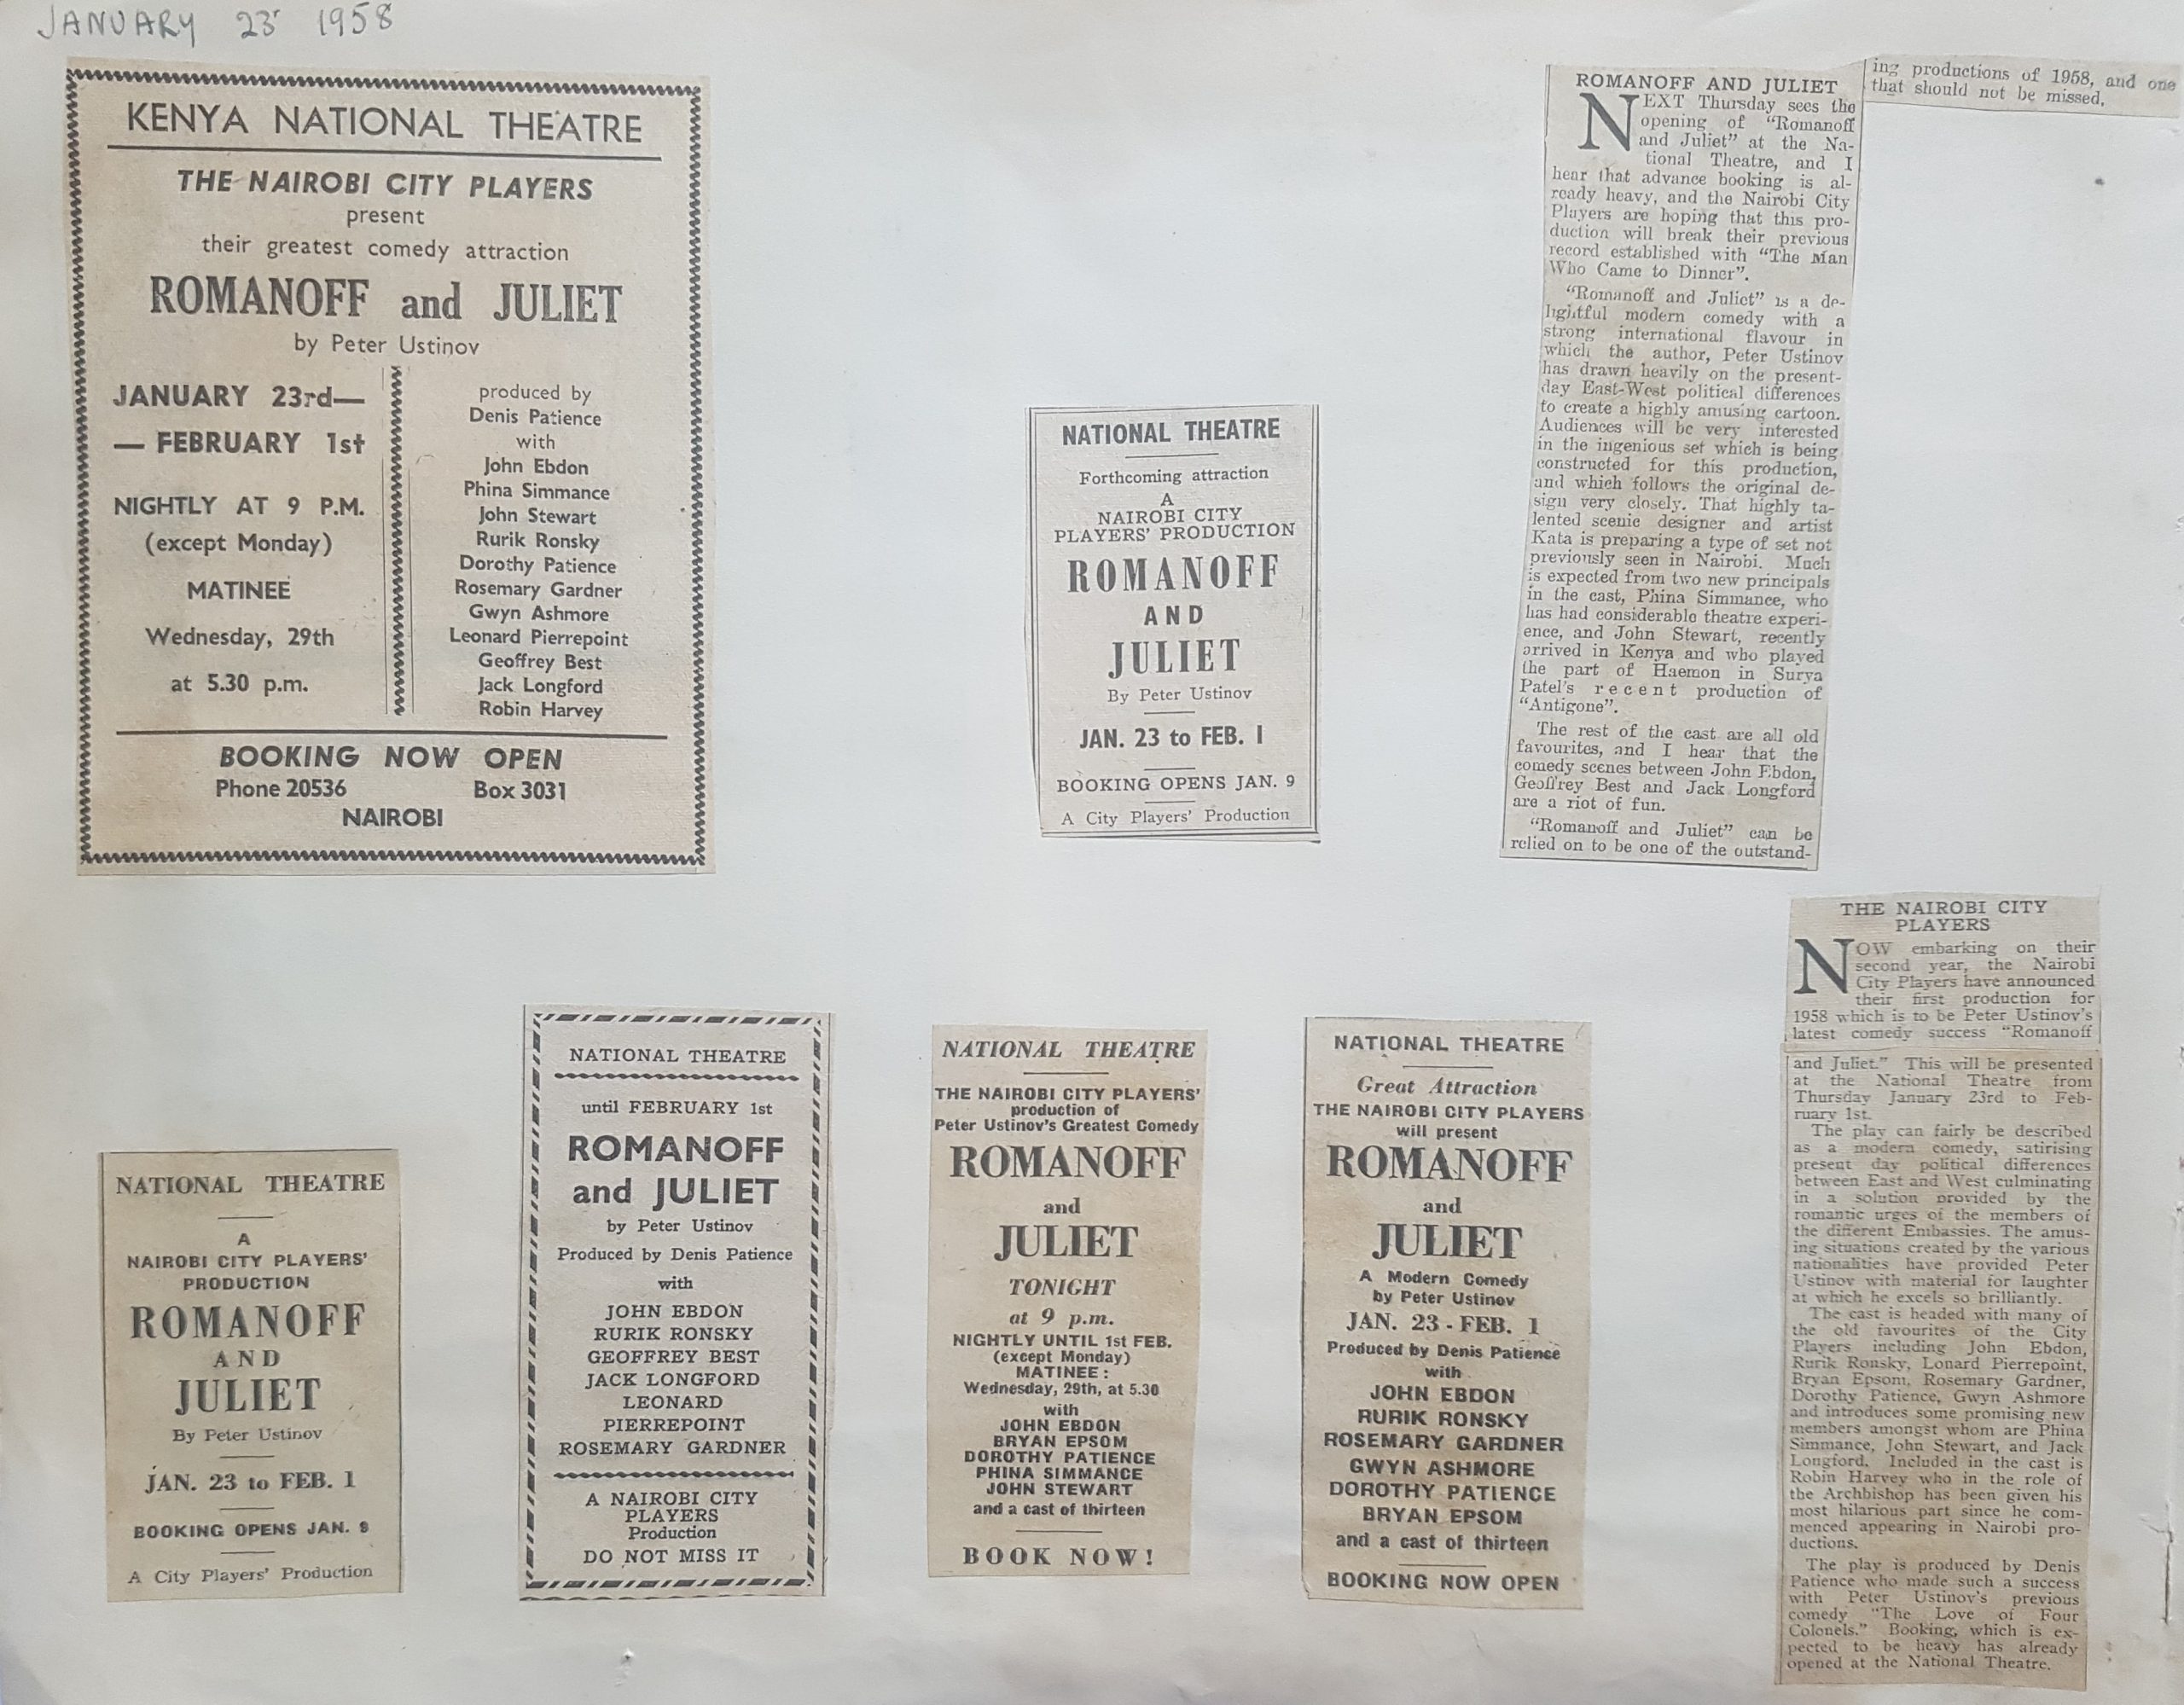 JANUARY 23 1958
KENYA NATIONAL THEATRE
THE NAIROBI CITY PLAYERS
present
their greatest comedy attraction
ROMANOFF and JULIET
by Peter Ustinov
JANUARY 23rd—
— FEBRUARY 1st
NIGHTLY AT 9 P.M.
(except Monday)
MATINEE
Wednesday, 29th
at 5.30 p.m.
produced by
Denis Patience
with
John Ebdon
Phina Simmance
John Stewart
Rurik Ronsky
Dorothy Patience
Rosemary Gardner
Gwyn Ashmore
Leonard Pierrepoint
Geoffrey Best
Jack Longford
Robin Harvey
BOOKING NOW OPEN
Phone 20536 Box 3031
NAIROBI
NATIONAL THEATRE
Forthcoming attraction
A
NAIROBI CITY
PLAYERS' PRODUCTION
ROMANOFF
AND
JULIET
By Peter Ustinov
JAN. 23 to FEB. 1
BOOKING OPENS JAN. 9
A City Players' Production
ROMANOFF AND JULIET
NEXT Thursday sees the
opening of "Romanoff
and Juliet" at the Na-
tional Theatre, and I
hear that advance booking is al-
ready heavy, and the Nairobi City
Players are hoping that this pro-
duction will break their previous
record established with "The Man
Who Came to Dinner".
"Romanoff and Juliet" is a de-
lightful modern comedy with a
strong international flavour in
which the author, Peter Ustinov
has drawn heavily on the present-
day East-West political differences
to create a highly amusing cartoon.
Audiences will be very interested
in the ingenious set which is being
constructed for this production,
and which follows the original de-
sign very closely. That highly ta-
lented scenic designer and artist
Kata is preparing a type of set not
previously seen in Nairobi. Much
is expected from two new principals
in the cast, Phina Simmance, who
has had considerable theatre experi-
ence, and John Stewart, recently
arrived in Kenya and who played
the part of Haemon in Surya
Patel's recent production of
"Antigone".
The rest of the cast are all old
favourites, and I hear that the
comedy scenes between John Ebdon,
Geoffrey Best and Jack Longford
are a riot of fun.
"Romanoff and Juliet" can be
relied on to be one of the outstand-
ing productions of 1958, and one
that should not be missed.
NATIONAL THEATRE
A
NAIROBI CITY PLAYERS'
PRODUCTION
ROMANOFF
AND
JULIET
By Peter Ustinov
JAN. 23 to FEB. 1
BOOKING OPENS JAN. 9
A City Players' Production
NATIONAL THEATRE
until FEBRUARY 1st
ROMANOFF
and JULIET
by Peter Ustinov
Produced by Denis Patience
with
JOHN EBDON
RURIK RONSKY
GEOFFREY BEST
JACK LONGFORD
LEONARD
PIERREPOINT
ROSEMARY GARDNER
A NAIROBI CITY
PLAYERS
Production
DO NOT MISS IT
NATIONAL THEATRE
THE NAIROBI CITY PLAYERS'
production of
Peter Ustinov's Greatest Comedy
ROMANOFF
and
JULIET
TONIGHT
at 9 p.m.
NIGHTLY UNTIL 1st FEB.
(except Monday)
MATINEE :
Wednesday, 29th, at 5.30
with
JOHN EBDON
BRYAN EPSOM
DOROTHY PATIENCE
PHINA SIMMANCE
JOHN STEWART
and a cast of thirteen
BOOK NOW!
NATIONAL THEATRE
Great Attraction
THE NAIROBI CITY PLAYERS
will present
ROMANOFF
and
JULIET
A Modern Comedy
by Peter Ustinov
JAN. 23 - FEB. 1
Produced by Denis Patience
with
JOHN EBDON
RURIK RONSKY
ROSEMARY GARDNER
GWYN ASHMORE
DOROTHY PATIENCE
BRYAN EPSOM
and a cast of thirteen
BOOKING NOW OPEN
THE NAIROBI CITY
PLAYERS
NOW embarking on their
second year, the Nairobi
City Players have announced
their first production for
1958 which is to be Peter Ustinov's
latest comedy success "Romanoff
and Juliet." This will be presented
at the National Theatre from
Thursday January 23rd to Feb-
ruary 1st.
The play can fairly be described
as a modern comedy, satirising
present day political differences
between East and West culminating
in a solution provided by the
romantic urges of the members of
the different Embassies. The amus-
ing situations created by the various
nationalities have provided Peter
Ustinov with material for laughter
at which he excels so brilliantly.
The cast is headed with many of
the old favourites of the City
Players including John Ebdon,
Rurik Ronsky, Lonard Pierrepoint,
Bryan Epsom, Rosemary Gardner,
Dorothy Patience, Gwyn Ashmore
and introduces some promising new
members amongst whom are Phina
Simmance, John Stewart, and Jack
Longford. Included in the cast is
Robin Harvey who in the role of
the Archbishop has been given his
most hilarious part since he com-
menced appearing in Nairobi pro-
ductions.
The play is produced by Denis
Patience who made such a success
with Peter Ustinov's previous
comedy "The Love of Four
Colonels." Booking, which is ex-
pected to be heavy has already
opened at the National Theatre.